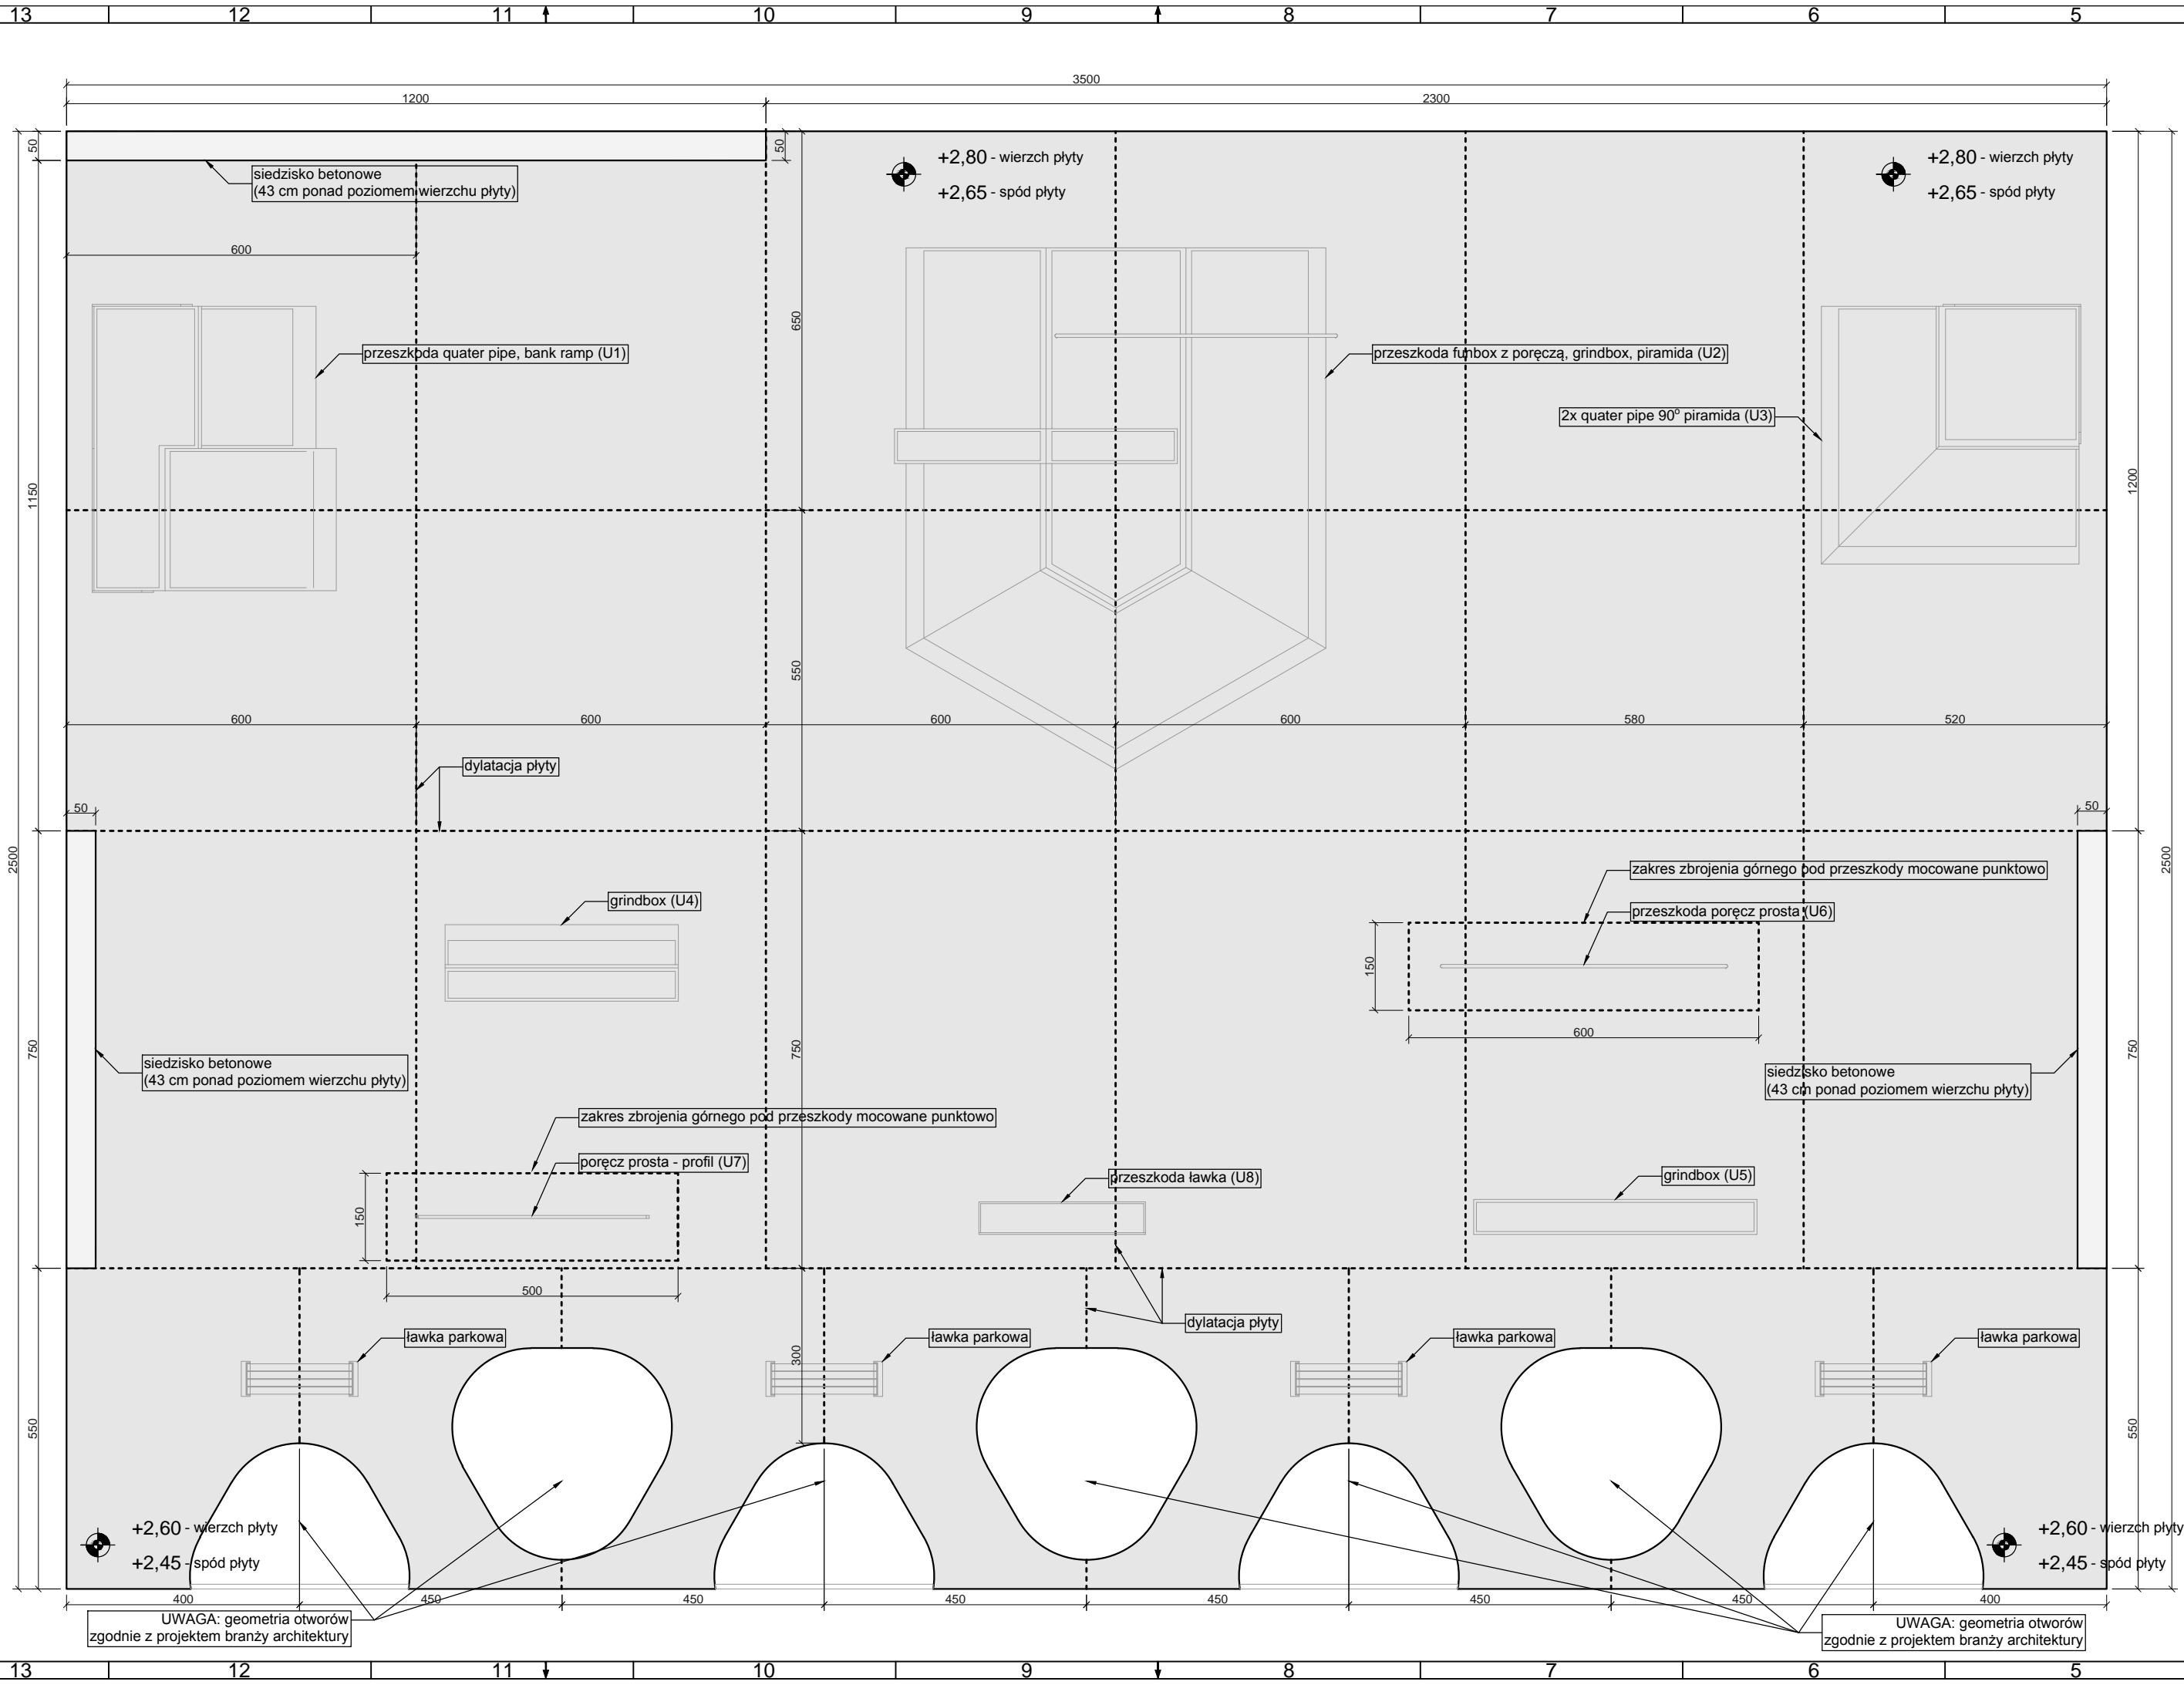 13 12 11 10 9 8 7 6 5
3500
1200 2300
50
50
+2,80 - wierzch płyty
+2,65 - spód płyty
+2,80 - wierzch płyty
+2,65 - spód płyty
siedzisko betonowe
(43 cm ponad poziomem wierzchu płyty)
600
650
przeszkoda quater pipe, bank ramp (U1)
przeszkoda funbox z poręczą, grindbox, piramida (U2)
2x quater pipe 90° piramida (U3)
1150
1200
550
600 600 600 600 580 520
dylatacja płyty
50
50
2500
2500
zakres zbrojenia górnego pod przeszkody mocowane punktowo
grindbox (U4)
przeszkoda poręcz prosta (U6)
150
600
750
750
750
siedzisko betonowe
(43 cm ponad poziomem wierzchu płyty)
siedzisko betonowe
(43 cm ponad poziomem wierzchu płyty)
zakres zbrojenia górnego pod przeszkody mocowane punktowo
poręcz prosta - profil (U7)
przeszkoda ławka (U8)
grindbox (U5)
150
500
dylatacja płyty
ławka parkowa
ławka parkowa
ławka parkowa
ławka parkowa
300
550
550
+2,60 - wierzch płyty
+2,45 - spód płyty
+2,60 - wierzch płyty
+2,45 - spód płyty
400 450 450 450 450 450 450 400
UWAGA: geometria otworów
zgodnie z projektem branży architektury
UWAGA: geometria otworów
zgodnie z projektem branży architektury
13 12 11 10 9 8 7 6 5